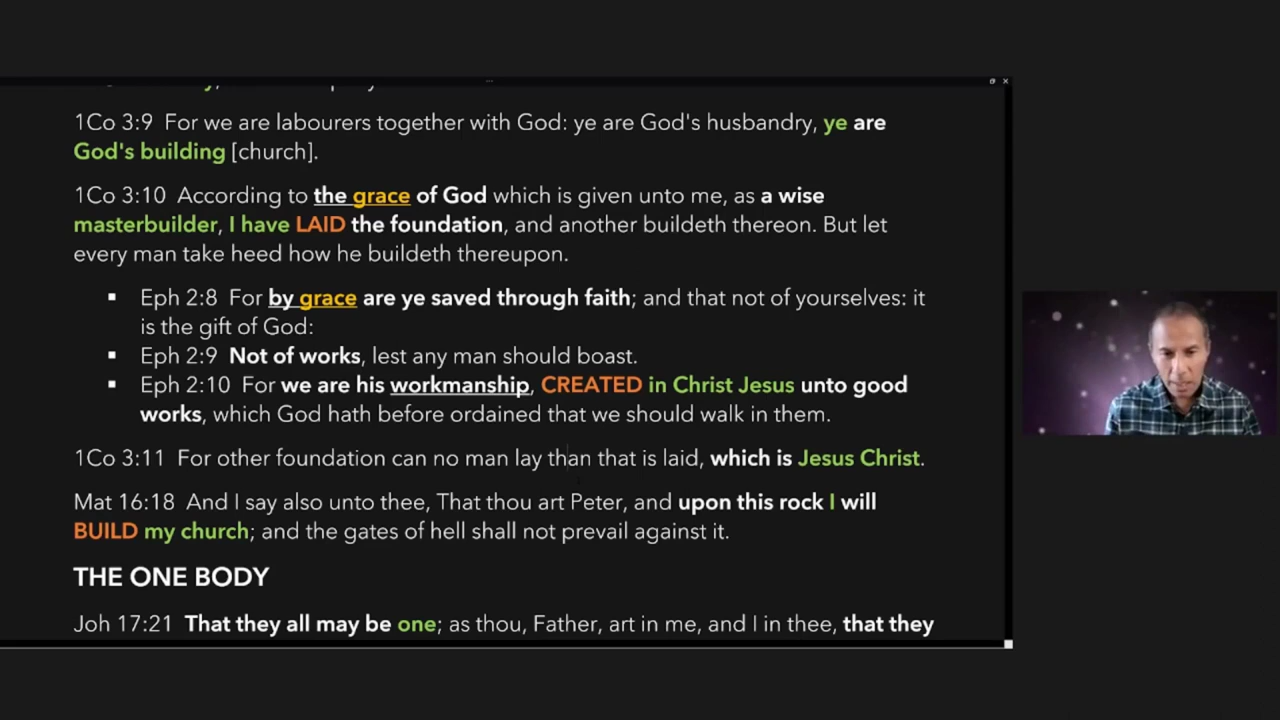 1Co 3:9 For we are labourers together with God: ye are God's husbandry, ye are
God's building [church].
1Co 3:10 According to the grace of God which is given unto me, as a wise
masterbuilder, I have LAID the foundation, and another buildeth thereon. But let
every man take heed how he buildeth thereupon.
▪ Eph 2:8 For by grace are ye saved through faith; and that not of yourselves: it
is the gift of God:
▪ Eph 2:9 Not of works, lest any man should boast.
▪ Eph 2:10 For we are his workmanship, CREATED in Christ Jesus unto good
works, which God hath before ordained that we should walk in them.
1Co 3:11 For other foundation can no man lay than that is laid, which is Jesus Christ.
Mat 16:18 And I say also unto thee, That thou art Peter, and upon this rock I will
BUILD my church; and the gates of hell shall not prevail against it.
THE ONE BODY
Joh 17:21 That they all may be one; as thou, Father, art in me, and I in thee, that they